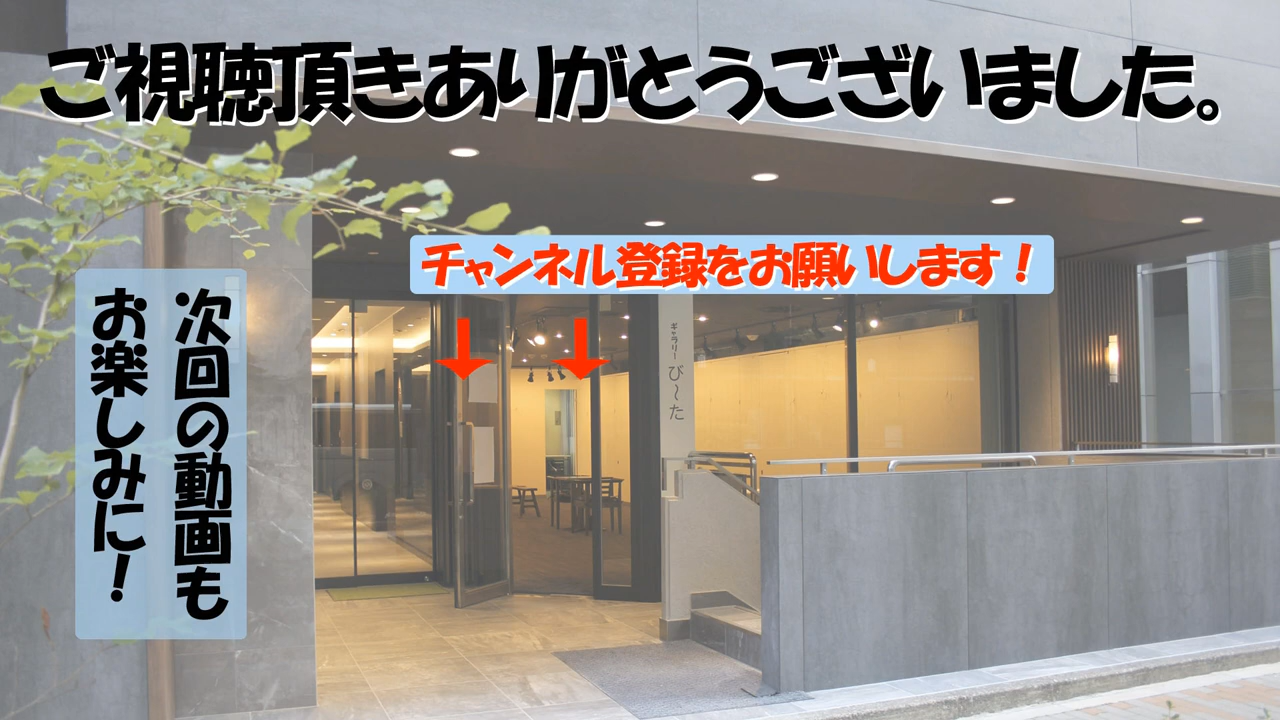 ご視聴頂きありがとうございました。
チャンネル登録をお願いします！
次回の動画も
お楽しみに！
ギャラリー
び～た